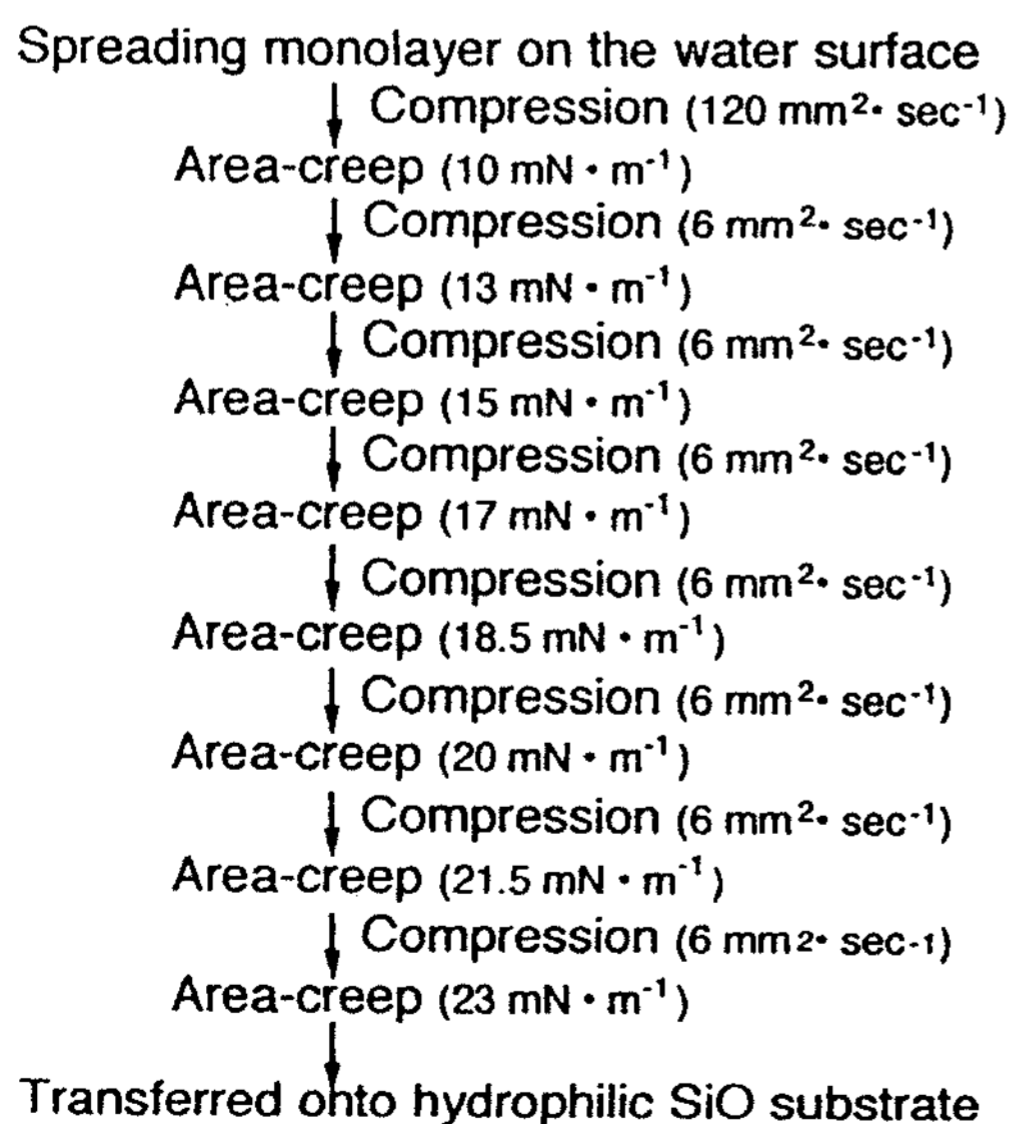 Spreading monolayer on the water surface
Compression (120 mm²· sec⁻¹)
Area-creep (10 mN · m⁻¹)
Compression (6 mm²· sec⁻¹)
Area-creep (13 mN · m⁻¹)
Compression (6 mm²· sec⁻¹)
Area-creep (15 mN · m⁻¹)
Compression (6 mm²· sec⁻¹)
Area-creep (17 mN · m⁻¹)
Compression (6 mm²· sec⁻¹)
Area-creep (18.5 mN · m⁻¹)
Compression (6 mm²· sec⁻¹)
Area-creep (20 mN · m⁻¹)
Compression (6 mm²· sec⁻¹)
Area-creep (21.5 mN · m⁻¹)
Compression (6 mm2· sec-1)
Area-creep (23 mN · m⁻¹)
Transferred onto hydrophilic SiO substrate